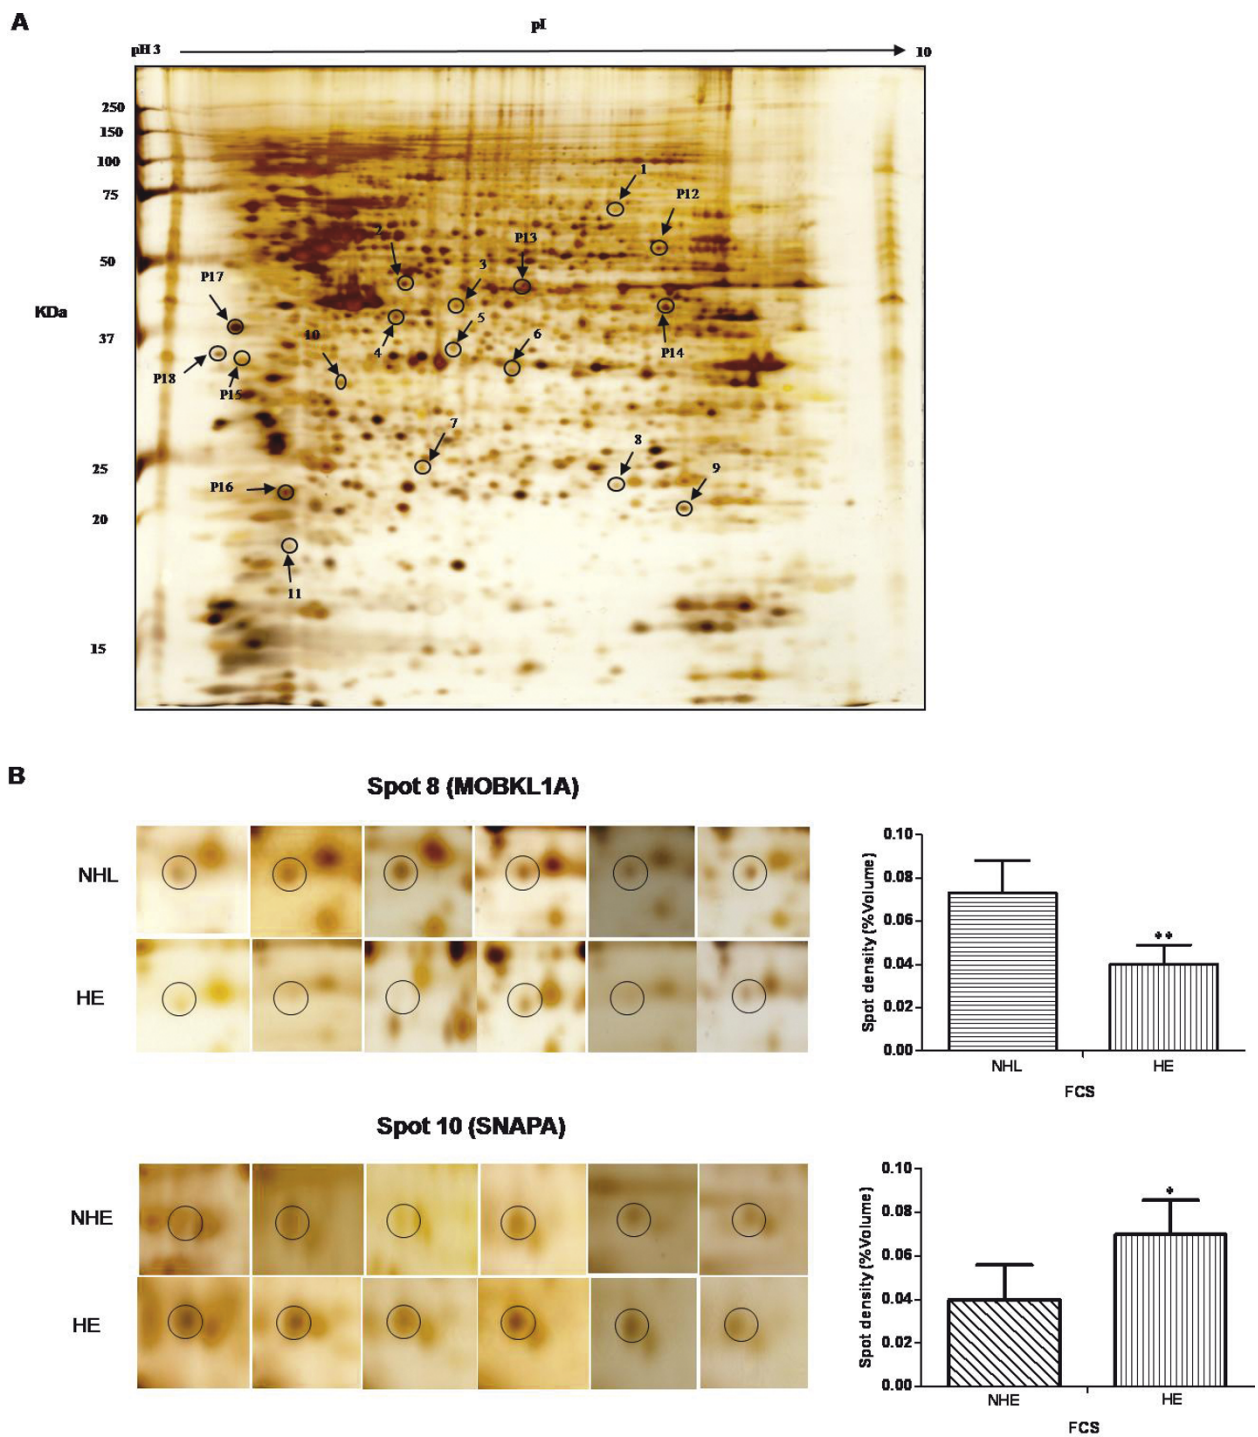 A
pI
pH 3
10
250
150
100
75
50
KDa
37
25
20
15
1
P12
2
P13
3
P17
10
4
5
6
P14
P18
P15
7
8
9
P16
11
B
Spot 8 (MOBKL1A)
NHL
HE
Spot density (%Volume)
0.10
0.08
0.06
0.04
0.02
0.00
**
NHL HE
FCS
Spot 10 (SNAPA)
NHE
HE
Spot density (%Volume)
0.10
0.08
0.06
0.04
0.02
0.00
*
NHE HE
FCS